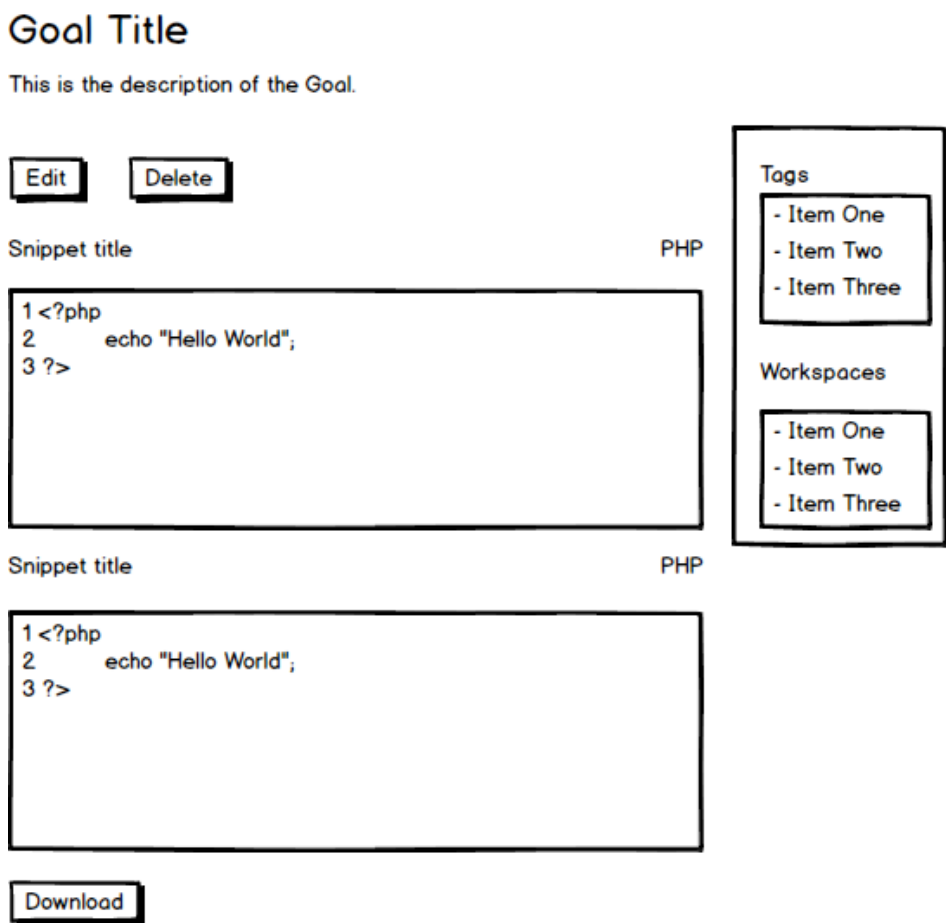 Goal Title
This is the description of the Goal.
Edit
Delete
Snippet title
PHP
1 <?php
2 echo "Hello World";
3 ?>
Snippet title
PHP
1 <?php
2 echo "Hello World";
3 ?>
Download
Tags
- Item One
- Item Two
- Item Three
Workspaces
- Item One
- Item Two
- Item Three